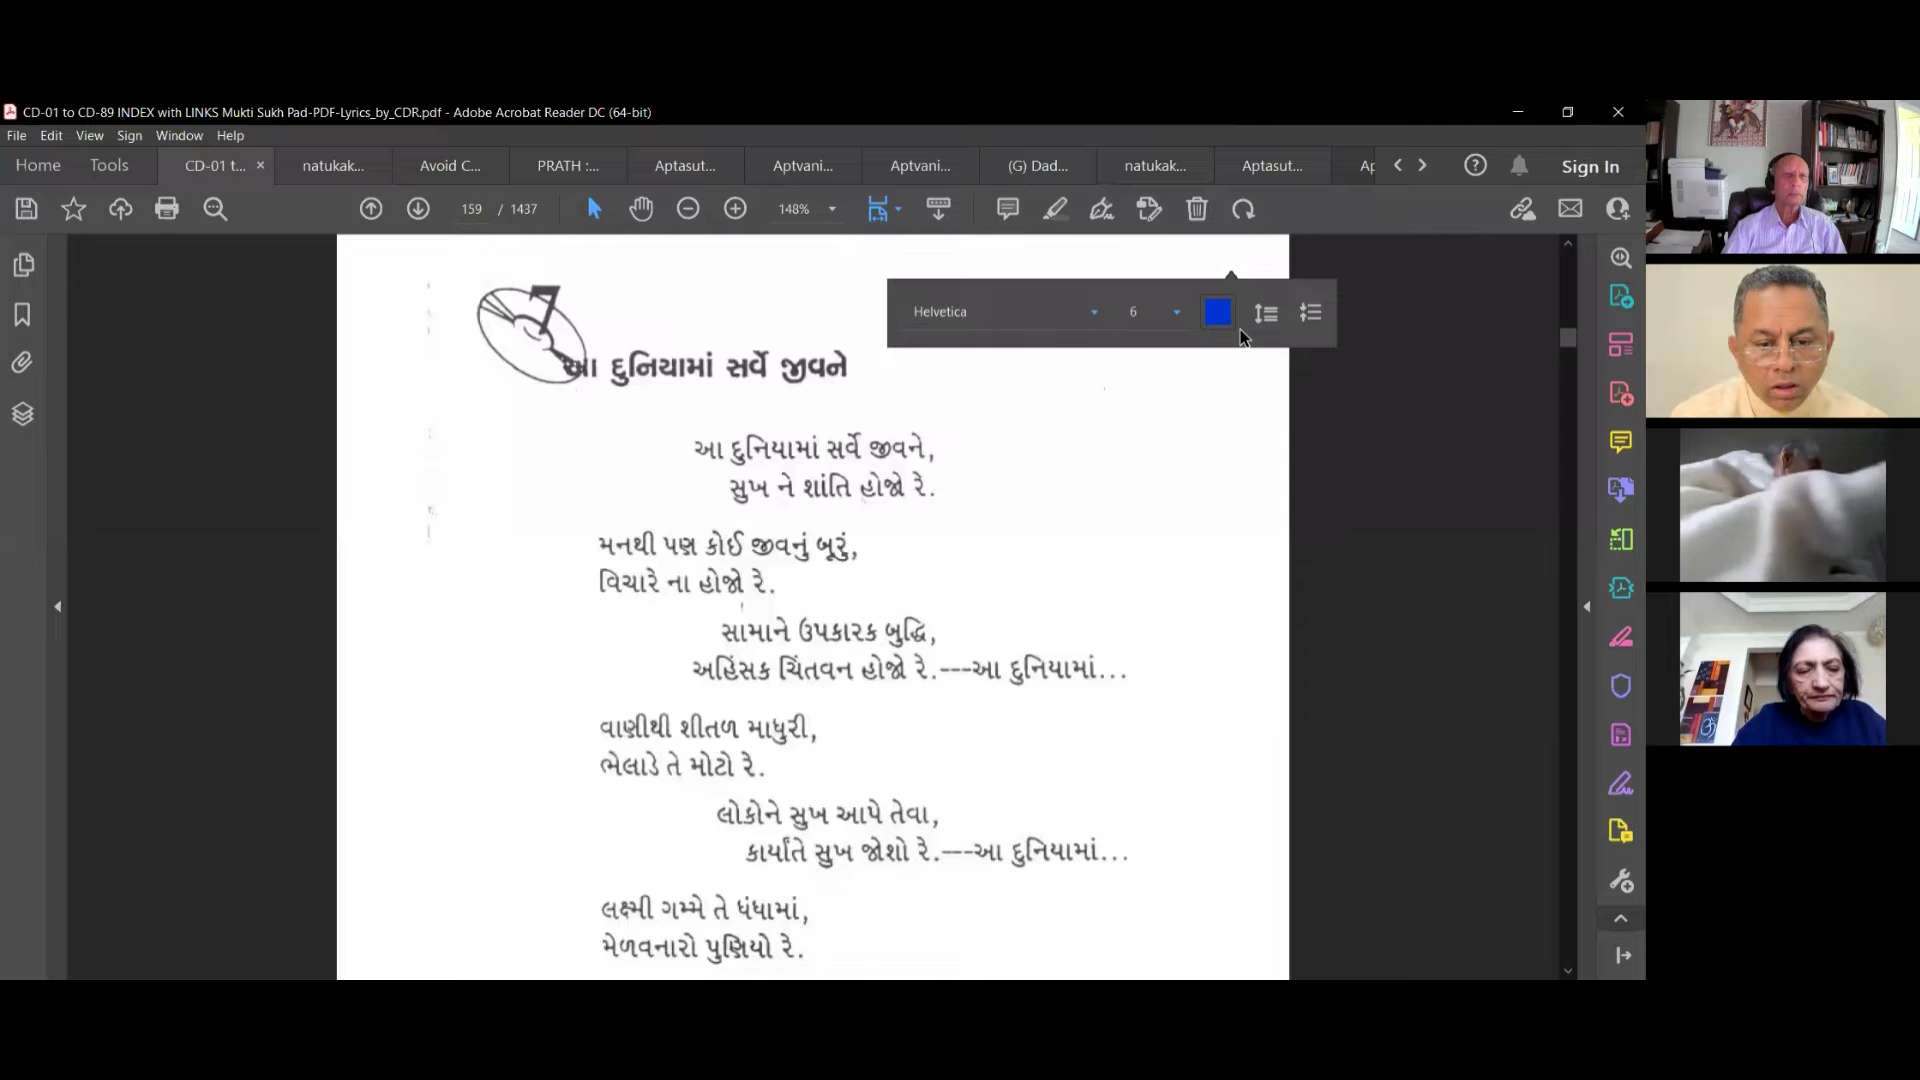 CD-01 to CD-89 INDEX with LINKS Mukti Sukh Pad-PDF-Lyrics_by_CDR.pdf - Adobe Acrobat Reader DC (64-bit)
File Edit View Sign Window Help
Home Tools CD-01 t... × natukak... Avoid C... PRATH :... Aptasut... Aptvani... Aptvani... (G) Dad... natukak... Aptasut... Ap Sign In
159 / 1437 148%
Helvetica 6
7
આ દુનિયામાં સર્વે જીવને
આ દુનિયામાં સર્વે જીવને,
સુખ ને શાંતિ હોજો રે.
મનથી પણ કોઈ જીવનું બૂરું,
વિચારે ના હોજો રે.
સામાને ઉપકારક બુદ્ધિ,
અહિંસક ચિંતવન હોજો રે.---આ દુનિયામાં...
વાણીથી શીતળ માધુરી,
ભેલાડે તે મોટો રે.
લોકોને સુખ આપે તેવા,
કાર્યાંતે સુખ જોશો રે.---આ દુનિયામાં...
લક્ષ્મી ગમ્મે તે ધંધામાં,
મેળવનારો પુણિયો રે.